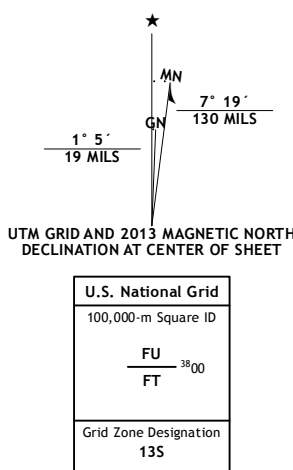 ★
MN
7° 19´
130 MILS
GN
1° 5´
19 MILS
UTM GRID AND 2013 MAGNETIC NORTH
DECLINATION AT CENTER OF SHEET
U.S. National Grid
100,000-m Square ID
FU
3800
FT
Grid Zone Designation
13S